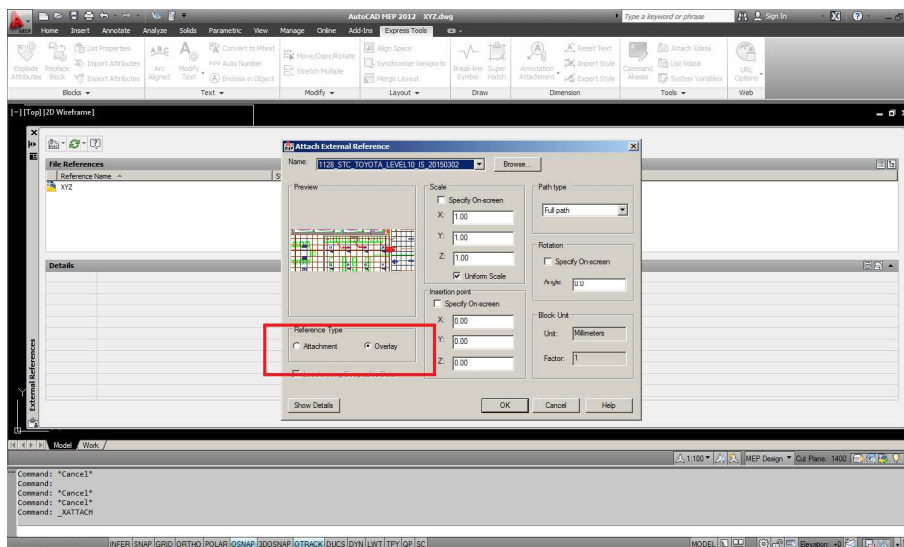 AutoCAD MEP 2012 XYZ.dwg
Type a keyword or phrase
Sign In
MEP
Home Insert Annotate Analyze Solids Parametric View Manage Online Add-Ins Express Tools
Explode Attributes
Replace Block
List Properties
Import Attributes
Export Attributes
Blocks
Arc Aligned
Modify Text
Convert to Mtext
Auto Number
Enclose in Object
Text
Move/Copy/Rotate
Stretch Multiple
Modify
Align Space
Synchronize Viewports
Merge Layout
Layout
Break-line Symbol
Super Hatch
Draw
Annotation Attachment
Reset Text
Import Style
Export Style
Dimension
Command Aliases
Attach Xdata
List Xdata
System Variables
Tools
URL Options
Web
[-][Top][2D Wireframe]
File References
Reference Name
S
XYZ
Details
External References
Attach External Reference
Name: 1128_STC_TOYOTA_LEVEL10_IS_20150302 Browse...
Preview
Reference Type
Attachment Overlay
Show Details
Scale
Specify On-screen
X: 1.00
Y: 1.00
Z: 1.00
Uniform Scale
Insertion point
Specify On-screen
X: 0.00
Y: 0.00
Z: 0.00
Path type
Full path
Rotation
Specify On-screen
Angle: 0.0
Block Unit
Unit: Millimeters
Factor: 1
OK Cancel Help
Y
Model Work
1:100 MEP Design Cut Plane: 1400
Command: *Cancel*
Command:
Command: *Cancel*
Command: *Cancel*
Command: _XATTACH
INFER SNAP GRID ORTHO POLAR OSNAP 3DOSNAP OTRACK DUCS DYN LWT TPY QP SC
MODEL
Elevation: +0